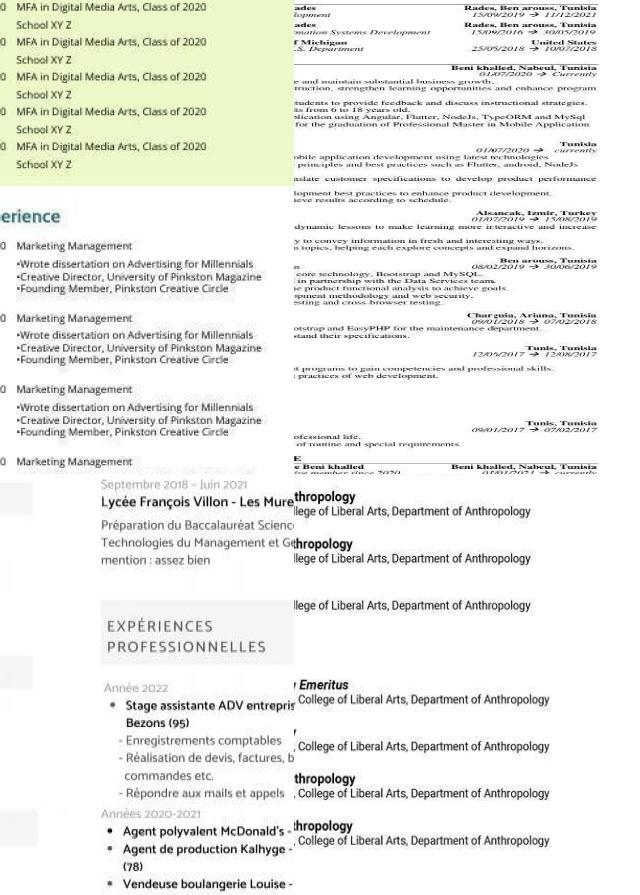 0 MFA in Digital Media Arts, Class of 2020
School XY Z
0 MFA in Digital Media Arts, Class of 2020
School XY Z
0 MFA in Digital Media Arts, Class of 2020
School XY Z
0 MFA in Digital Media Arts, Class of 2020
School XY Z
0 MFA in Digital Media Arts, Class of 2020
School XY Z
erience
0 Marketing Management
•Wrote dissertation on Advertising for Millennials
•Creative Director, University of Pinkston Magazine
•Founding Member, Pinkston Creative Circle
0 Marketing Management
•Wrote dissertation on Advertising for Millennials
•Creative Director, University of Pinkston Magazine
•Founding Member, Pinkston Creative Circle
0 Marketing Management
•Wrote dissertation on Advertising for Millennials
•Creative Director, University of Pinkston Magazine
•Founding Member, Pinkston Creative Circle
0 Marketing Management
ades Rades, Ben arouss, Tunisia
lopment 15/09/2019 → 11/12/2021
ades Rades, Ben arouss, Tunisia
mation Systems Development 15/09/2016 → 30/05/2019
f Michigan United States
.S. Department 25/05/2018 → 10/07/2018
Beni khalled, Nabeul, Tunisia
01/07/2020 → Currently
e and maintain substantial business growth.
truction, strengthen learning opportunities and enhance program
tudents to provide feedback and discuss instructional strategies.
ts from 6 to 18 years old.
lication using Angular, Flutter, NodeJs, TypeORM and MySql
for the graduation of Professional Master in Mobile Application
Tunisia
01/07/2020 → currently
obile application development using latest technologies
principles and best practices such as Flutter, android, NodeJs
nslate customer specifications to develop product performance
lopment best practices to enhance product development.
ieve results according to schedule.
Alsancak, Izmir, Turkey
01/07/2019 → 15/08/2019
dynamic lessons to make learning more interactive and increase
y to convey information in fresh and interesting ways.
n topics, helping each explore concepts and expand horizons.
n Ben arouss, Tunisia
08/02/2019 → 30/06/2019
core technology, Bootstrap and MySQL.
in partnership with the Data Services team.
e product functional analysis to achieve goals.
opment methodology and web security.
esting and cross-browser testing.
Charguia, Ariana, Tunisia
09/01/2018 → 07/02/2018
otstrap and EasyPHP for the maintenance department.
stand their specifications.
Tunis, Tunisia
12/05/2017 → 12/08/2017
t programs to gain competencies and professional skills.
practices of web development.
Tunis, Tunisia
09/01/2017 → 07/02/2017
ofessional life.
of routine and special requirements.
E
e Beni khalled Beni khalled, Nabeul, Tunisia
ive member since 2020 01/01/2021 → currently
Septembre 2018 – Juin 2021
Lycée François Villon - Les Mure
Préparation du Baccalauréat Scienc
Technologies du Management et Ge
mention : assez bien
EXPÉRIENCES
PROFESSIONNELLES
Année 2022
• Stage assistante ADV entrepris
Bezons (95)
- Enregistrements comptables
- Réalisation de devis, factures, b
commandes etc.
- Répondre aux mails et appels
Années 2020-2021
• Agent polyvalent McDonald's -
• Agent de production Kalhyge -
(78)
• Vendeuse boulangerie Louise -
thropology
llege of Liberal Arts, Department of Anthropology
hropology
llege of Liberal Arts, Department of Anthropology
llege of Liberal Arts, Department of Anthropology
Emeritus
College of Liberal Arts, Department of Anthropology
, College of Liberal Arts, Department of Anthropology
thropology
, College of Liberal Arts, Department of Anthropology
hropology
, College of Liberal Arts, Department of Anthropology